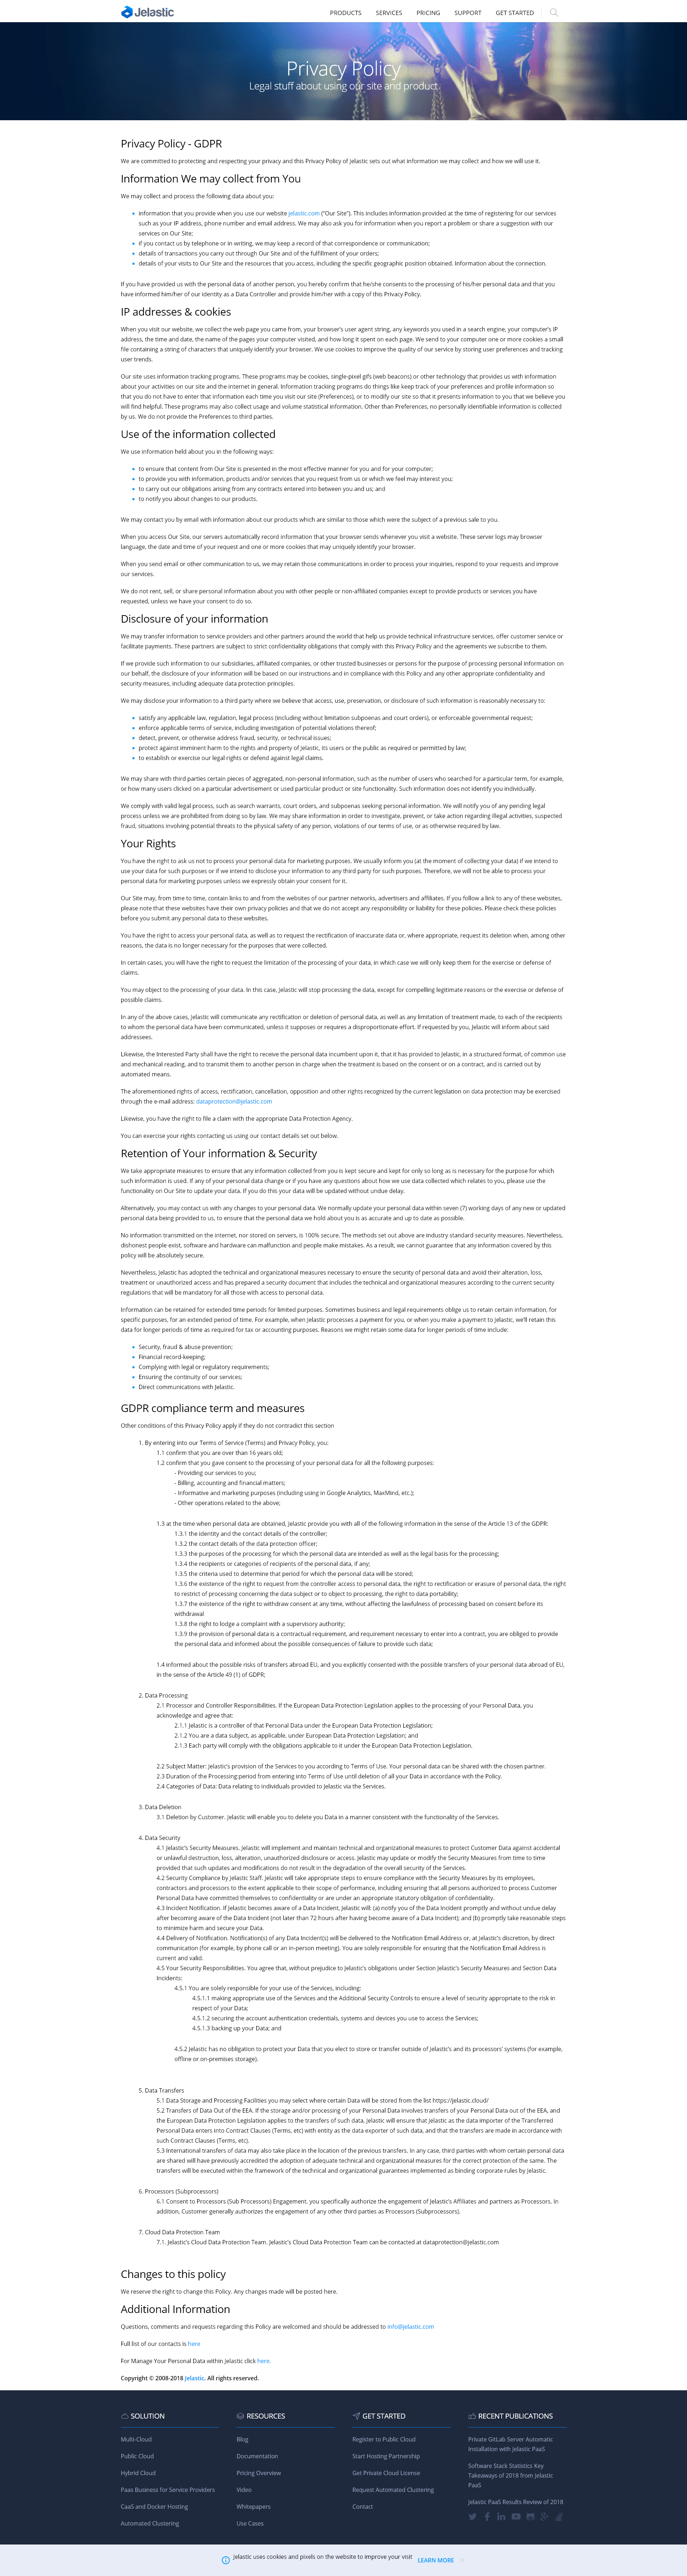 Jelastic
PRODUCTS SERVICES PRICING SUPPORT GET STARTED
Privacy Policy
Legal stuff about using our site and product
Privacy Policy - GDPR
We are committed to protecting and respecting your privacy and this Privacy Policy of Jelastic sets out what information we may collect and how we will use it.
Information We may collect from You
We may collect and process the following data about you:
information that you provide when you use our website jelastic.com ("Our Site"). This includes information provided at the time of registering for our services
such as your IP address, phone number and email address. We may also ask you for information when you report a problem or share a suggestion with our
services on Our Site;
if you contact us by telephone or in writing, we may keep a record of that correspondence or communication;
details of transactions you carry out through Our Site and of the fulfillment of your orders;
details of your visits to Our Site and the resources that you access, including the specific geographic position obtained. Information about the connection.
If you have provided us with the personal data of another person, you hereby confirm that he/she consents to the processing of his/her personal data and that you
have informed him/her of our identity as a Data Controller and provide him/her with a copy of this Privacy Policy.
IP addresses & cookies
When you visit our website, we collect the web page you came from, your browser's user agent string, any keywords you used in a search engine, your computer's IP
address, the time and date, the name of the pages your computer visited, and how long it spent on each page. We send to your computer one or more cookies a small
file containing a string of characters that uniquely identify your browser. We use cookies to improve the quality of our service by storing user preferences and tracking
user trends.
Our site uses information tracking programs. These programs may be cookies, single-pixel gifs (web beacons) or other technology that provides us with information
about your activities on our site and the internet in general. Information tracking programs do things like keep track of your preferences and profile information so
that you do not have to enter that information each time you visit our site (Preferences), or to modify our site so that it presents information to you that we believe you
will find helpful. These programs may also collect usage and volume statistical information. Other than Preferences, no personally identifiable information is collected
by us. We do not provide the Preferences to third parties.
Use of the information collected
We use information held about you in the following ways:
to ensure that content from Our Site is presented in the most effective manner for you and for your computer;
to provide you with information, products and/or services that you request from us or which we feel may interest you;
to carry out our obligations arising from any contracts entered into between you and us; and
to notify you about changes to our products.
We may contact you by email with information about our products which are similar to those which were the subject of a previous sale to you.
When you access Our Site, our servers automatically record information that your browser sends whenever you visit a website. These server logs may browser
language, the date and time of your request and one or more cookies that may uniquely identify your browser.
When you send email or other communication to us, we may retain those communications in order to process your inquiries, respond to your requests and improve
our services.
We do not rent, sell, or share personal information about you with other people or non-affiliated companies except to provide products or services you have
requested, unless we have your consent to do so.
Disclosure of your information
We may transfer information to service providers and other partners around the world that help us provide technical infrastructure services, offer customer service or
facilitate payments. These partners are subject to strict confidentiality obligations that comply with this Privacy Policy and the agreements we subscribe to them.
If we provide such information to our subsidiaries, affiliated companies, or other trusted businesses or persons for the purpose of processing personal information on
our behalf, the disclosure of your information will be based on our instructions and in compliance with this Policy and any other appropriate confidentiality and
security measures, including adequate data protection principles.
We may disclose your information to a third party where we believe that access, use, preservation, or disclosure of such information is reasonably necessary to:
satisfy any applicable law, regulation, legal process (including without limitation subpoenas and court orders), or enforceable governmental request;
enforce applicable terms of service, including investigation of potential violations thereof;
detect, prevent, or otherwise address fraud, security, or technical issues;
protect against imminent harm to the rights and property of Jelastic, its users or the public as required or permitted by law;
to establish or exercise our legal rights or defend against legal claims.
We may share with third parties certain pieces of aggregated, non-personal information, such as the number of users who searched for a particular term, for example,
or how many users clicked on a particular advertisement or used particular product or site functionality. Such information does not identify you individually.
We comply with valid legal process, such as search warrants, court orders, and subpoenas seeking personal information. We will notify of any pending legal
process unless we are prohibited from doing so by law. We may share information in order to investigate, prevent, or take action regarding illegal activities, suspected
fraud, situations involving potential threats to the physical safety of any person, violations of our terms of use, or as otherwise required by law.
Your Rights
You have the right to ask us not to process your personal data for marketing purposes. We usually inform you (at the moment of collecting your data) if we intend to
use your data for such purposes or if we intend to disclose your information to any third party for such purposes. Therefore, we will not be able to process your
personal data for marketing purposes unless we expressly obtain your consent for it.
Our Site may, from time to time, contain links to and from the websites of our partner networks, advertisers and affiliates. If you follow a link to any of these websites,
please note that these websites have their own privacy policies and that we do not accept any responsibility or liability for these policies. Please check these policies
before you submit any personal data to these websites.
You have the right to access your personal data, as well as to request the rectification of inaccurate data or, where appropriate, request its deletion when, among other
reasons, the data is no longer necessary for the purposes that were collected.
In certain cases, you will have the right to request the limitation of the processing of your data, in which case we will only keep them for the exercise or defense of
claims.
You may object to the processing of your data. In this case, Jelastic will stop processing the data, except for compelling legitimate reasons or the exercise or defense of
possible claims.
In any of the above cases, Jelastic will communicate any rectification or deletion of personal data, as well as any limitation of treatment made, to each of the recipients
to whom the personal data have been communicated, unless it supposes or requires a disproportionate effort. If requested by you, Jelastic will inform about said
addressees.
Likewise, the Interested Party shall have the right to receive the personal data incumbent upon it, that it has provided to Jelastic, in a structured format, of common use
and mechanical reading, and to transmit them to another person in charge when the treatment is based on the consent or on a contract, and is carried out by
automated means.
The aforementioned rights of access, rectification, cancellation, opposition and other rights recognized by the current legislation on data protection may be exercised
through the e-mail address: dataprotection@jelastic.com
Likewise, you have the right to file a claim with the appropriate Data Protection Agency.
You can exercise your rights contacting us using our contact details set out below.
Retention of Your information & Security
We take appropriate measures to ensure that any information collected from you is kept secure and kept for only so long as is necessary for the purpose for which
such information is used. If any of your personal data change or if you have any questions about how we use data collected which relates to you, please use the
functionality on Our Site to update your data. If you do this your data will be updated without undue delay.
Alternatively, you may contact us with any changes to your personal data. We normally update your personal data within seven (7) working days of any new or updated
personal data being provided to us, to ensure that the personal data we hold about you is as accurate and up to date as possible.
No information transmitted on the internet, nor stored on servers, is 100% secure. The methods set out above are industry standard security measures. Nevertheless,
dishonest people exist, software and hardware can malfunction and people make mistakes. As a result, we cannot guarantee that any information covered by this
policy will be absolutely secure.
Nevertheless, Jelastic has adopted the technical and organizational measures necessary to ensure the security of personal data and avoid their alteration, loss,
treatment or unauthorized access and has prepared a security document that includes the technical and organizational measures according to the current security
regulations that will be mandatory for all those with access to personal data.
Information can be retained for extended time periods for limited purposes. Sometimes business and legal requirements oblige us to retain certain information, for
specific purposes, for an extended period of time. For example, when Jelastic processes a payment for you, or when you make a payment to Jelastic, we'll retain this
data for longer periods of time as required for tax or accounting purposes. Reasons we might retain some data for longer periods of time include:
Security, fraud & abuse prevention;
Financial record-keeping;
Complying with legal or regulatory requirements;
Ensuring the continuity of our services;
Direct communications with Jelastic.
GDPR compliance term and measures
Other conditions of this Privacy Policy apply if they do not contradict this section
1. By entering into our Terms of Service (Terms) and Privacy Policy, you:
1.1 confirm that you are over than 16 years old;
1.2 confirm that you gave consent to the processing of your personal data for all the following purposes:
- Providing our services to you;
- Billing, accounting and financial matters;
- Informative and marketing purposes (including using in Google Analytics, MaxMind, etc.);
- Other operations related to the above;
1.3 at the time when personal data are obtained, Jelastic provide you with all of the following information in the sense of the Article 13 of the GDPR:
1.3.1 the identity and the contact details of the controller;
1.3.2 the contact details of the data protection officer;
1.3.3 the purposes of the processing for which the personal data are intended as well as the legal basis for the processing;
1.3.4 the recipients or categories of recipients of the personal data, if any;
1.3.5 the criteria used to determine that period for which the personal data will be stored;
1.3.6 the existence of the right to request from the controller access to personal data, the right to rectification or erasure of personal data, the right
to restrict of processing concerning the data subject or to object to processing, the right to data portability;
1.3.7 the existence of the right to withdraw consent at any time, without affecting the lawfulness of processing based on consent before its
withdrawal
1.3.8 the right to lodge a complaint with a supervisory authority;
1.3.9 the provision of personal data is a contractual requirement, and requirement necessary to enter into a contract, you are obliged to provide
the personal data and informed about the possible consequences of failure to provide such data;
1.4 informed about the possible risks of transfers abroad EU, and you explicitly consented with the possible transfers of your personal data abroad of EU,
in the sense of the Article 49 (1) of GDPR;
2. Data Processing
2.1 Processor and Controller Responsibilities. If the European Data Protection Legislation applies to the processing of your Personal Data, you
acknowledge and agree that:
2.1.1 Jelastic is a controller of that Personal Data under the European Data Protection Legislation;
2.1.2 You are a data subject, as applicable, under European Data Protection Legislation; and
2.1.3 Each party will comply with the obligations applicable to it under the European Data Protection Legislation.
2.2 Subject Matter: Jelastic's provision of the Services to you according to Terms of Use. Your personal data can be shared with the chosen partner.
2.3 Duration of the Processing period from entering into Terms of Use until deletion of all your Data in accordance with the Policy.
2.4 Categories of Data: Data relating to individuals provided to Jelastic via the Services.
3. Data Deletion
3.1 Deletion by Customer. Jelastic will enable you to delete you Data in a manner consistent with the functionality of the Services.
4. Data Security
4.1 Jelastic's Security Measures. Jelastic will implement and maintain technical and organizational measures to protect Customer Data against accidental
or unlawful destruction, loss, alteration, unauthorized disclosure or access. Jelastic may update or modify the Security Measures from time to time
provided that such updates and modifications do not result in the degradation of the overall security of the Services.
4.2 Security Compliance by Jelastic Staff. Jelastic will take appropriate steps to ensure compliance with the Security Measures by its employees,
contractors and processors to the extent applicable to their scope of performance, including ensuring that all persons authorized to process Customer
Personal Data have committed themselves to confidentiality or are under an appropriate statutory obligation of confidentiality.
4.3 Incident Notification. If Jelastic becomes aware of a Data Incident, Jelastic will: (a) notify you of the Data Incident promptly and without undue delay
after becoming aware of the Data Incident (not later than 72 hours after having become aware of a Data Incident); and (b) promptly take reasonable steps
to minimize harm and secure your Data.
4.4 Delivery of Notification. Notification(s) of any Data Incident(s) will be delivered to the Notification Email Address or, at Jelastic's discretion, by direct
communication (for example, by phone call or an in-person meeting). You are solely responsible for ensuring that the Notification Email Address is
current and valid.
4.5 Your Security Responsibilities. You agree that, without prejudice to Jelastic's obligations under Section Jelastic's Security Measures and Section Data
Incidents:
4.5.1 You are solely responsible for your use of the Services, including:
4.5.1.1 making appropriate use of the Services and the Additional Security Controls to ensure a level of security appropriate to the risk in
respect of your Data;
4.5.1.2 securing the account authentication credentials, systems and devices you use to access the Services;
4.5.1.3 backing up your Data; and
4.5.2 Jelastic has no obligation to protect your Data that you elect to store or transfer outside of Jelastic's and its processors' systems (for example,
offline or on-premises storage).
5. Data Transfers
5.1 Data Storage and Processing Facilities you may select where certain Data will be stored from the list https://jelastic.cloud/
5.2 Transfers of Data Out of the EEA. If the storage and/or processing of your Personal Data involves transfers of your Personal Data out of the EEA, and
the European Data Protection Legislation applies to the transfers of such data, Jelastic will ensure that Jelastic as the data importer of the Transferred
Personal Data enters into Contract Clauses (Terms, etc) with entity as the data exporter of such data, and that the transfers are made in accordance with
such Contract Clauses (Terms, etc).
5.3 International transfers of data may also take place in the location of the previous transfers. In any case, third parties with whom certain personal data
are shared will have previously accredited the adoption of adequate technical and organizational measures for the correct protection of the same. The
transfers will be executed within the framework of the technical and organizational guarantees implemented as binding corporate rules by Jelastic.
6. Processors (Subprocessors)
6.1 Consent to Processors (Sub Processors) Engagement. you specifically authorize the engagement of Jelastic's Affiliates and partners as Processors. In
addition, Customer generally authorizes the engagement of any other third parties as Processors (Subprocessors).
7. Cloud Data Protection Team
7.1. Jelastic's Cloud Data Protection Team. Jelastic's Cloud Data Protection Team can be contacted at dataprotection@jelastic.com
Changes to this policy
We reserve the right to change this Policy. Any changes made will be posted here.
Additional Information
Questions, comments and requests regarding this Policy are welcomed and should be addressed to info@jelastic.com
Full list of our contacts is here
For Manage Your Personal Data within Jelastic click here.
Copyright © 2008-2018 Jelastic. All rights reserved.
SOLUTION
Multi-Cloud
Public Cloud
Hybrid Cloud
Paas Business for Service Providers
CaaS and Docker Hosting
Automated Clustering
RESOURCES
Blog
Documentation
Pricing Overview
Video
Whitepapers
Use Cases
GET STARTED
Register to Public Cloud
Start Hosting Partnership
Get Private Cloud License
Request Automated Clustering
Contact
RECENT PUBLICATIONS
Private GitLab Server Automatic
Installation with Jelastic PaaS
Software Stack Statistics Key
Takeaways of 2018 from Jelastic
PaaS
Jelastic PaaS Results Review of 2018
Jelastic uses cookies and pixels on the website to improve your visit LEARN MORE